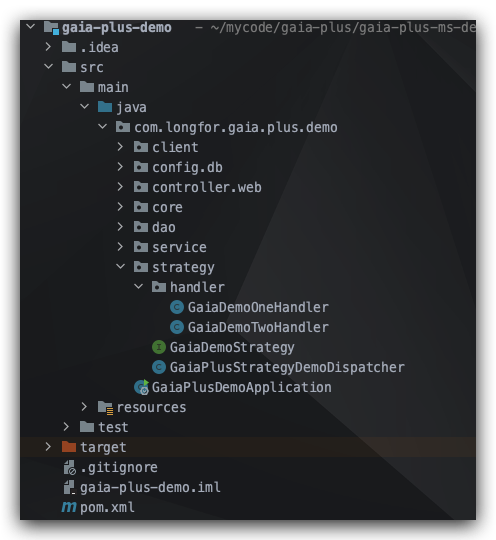 gaia-plus-demo – ~/mycode/gaia-plus/gaia-plus-ms-de
.idea
src
main
java
com.longfor.gaia.plus.demo
client
config.db
controller.web
core
dao
service
strategy
handler
C GaiaDemoOneHandler
C GaiaDemoTwoHandler
I GaiaDemoStrategy
C GaiaPlusStrategyDemoDispatcher
GaiaPlusDemoApplication
resources
test
target
.gitignore
gaia-plus-demo.iml
m pom.xml